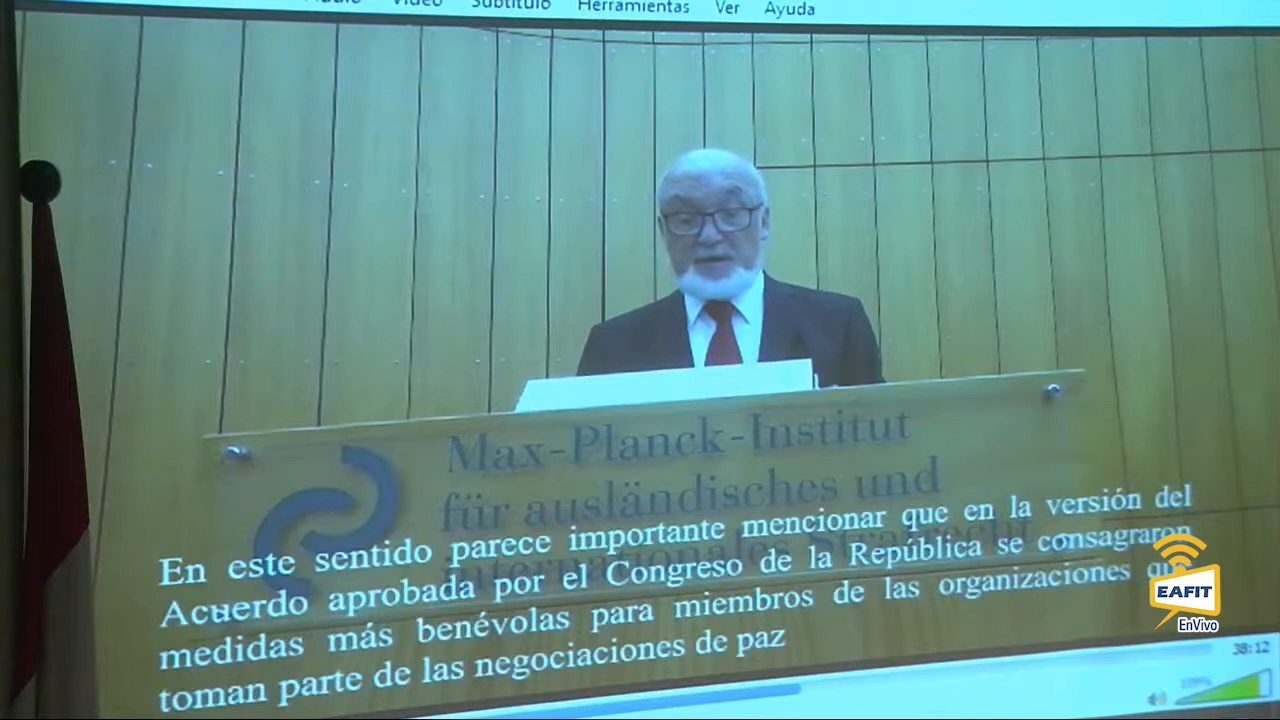 Video Subtítulo Herramientas Ver Ayuda
Max-Planck-Institut
für ausländisches und
En este sentido parece importante mencionar que en la versión del
Acuerdo aprobada por el Congreso de la República se consagraron
medidas más benévolas para miembros de las organizaciones que
toman parte de las negociaciones de paz
EAFIT
EnVivo
38:12